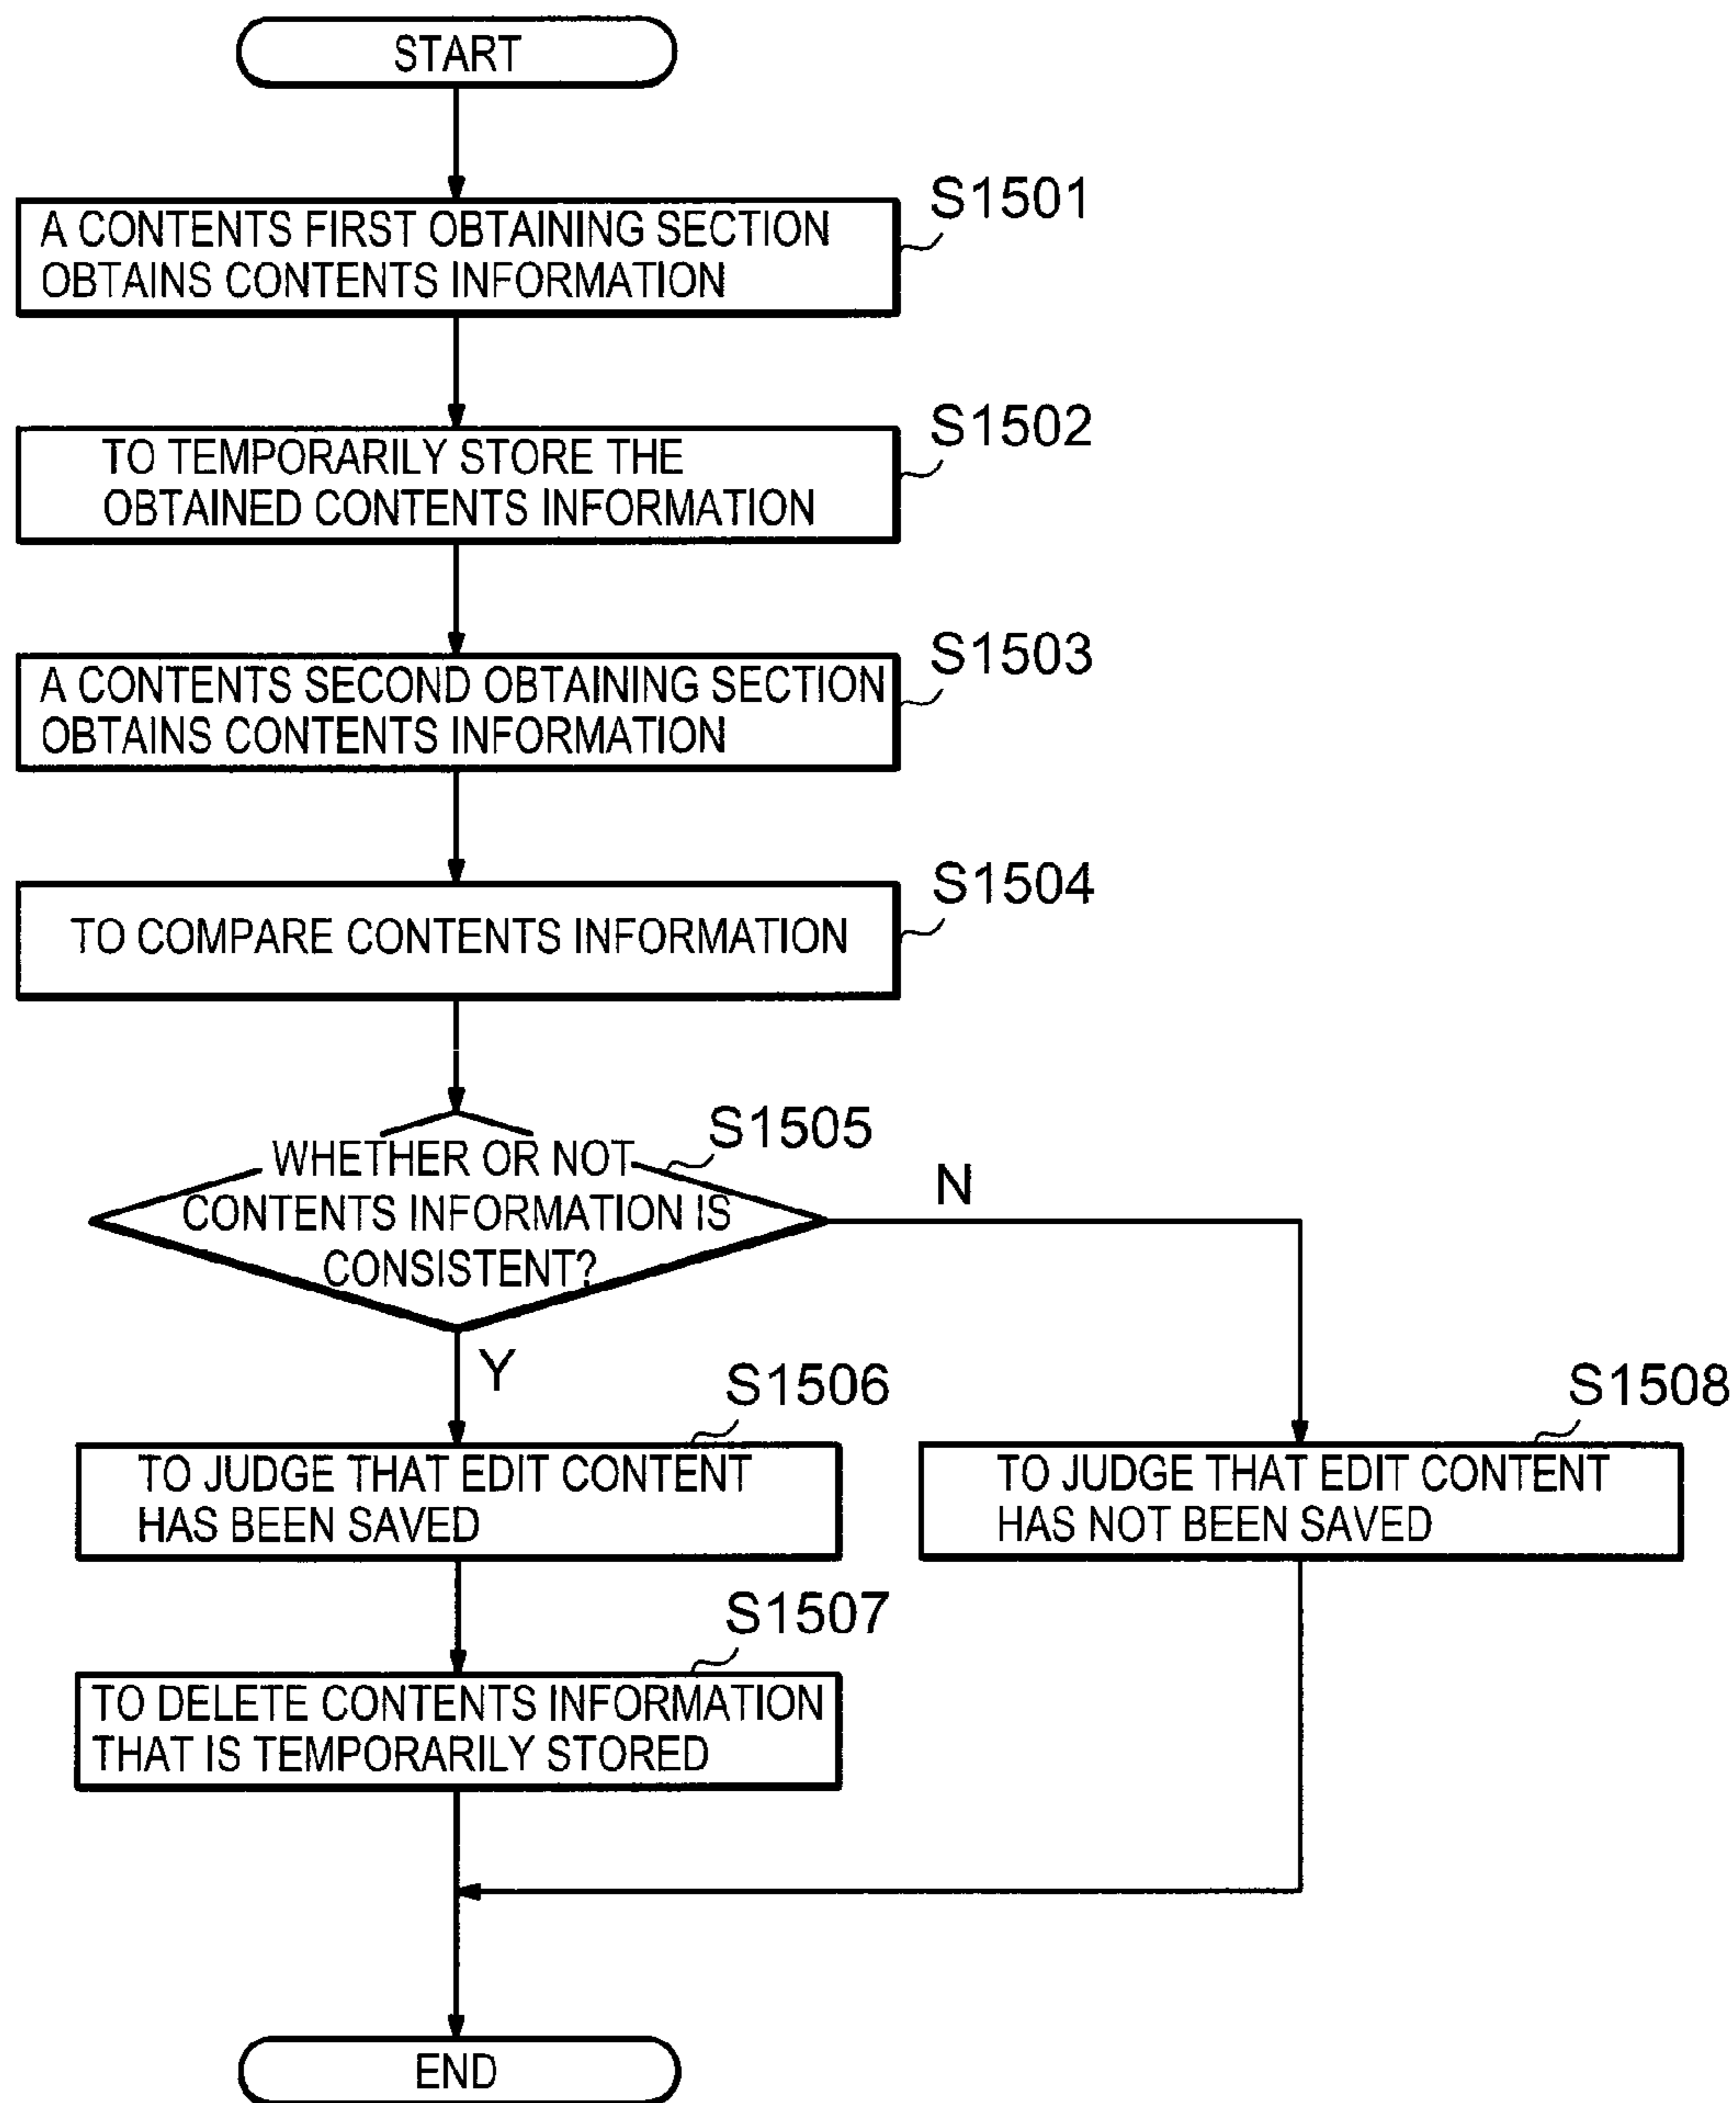 START
S1501
A CONTENTS FIRST OBTAINING SECTION
OBTAINS CONTENTS INFORMATION
S1502
TO TEMPORARILY STORE THE
OBTAINED CONTENTS INFORMATION
S1503
A CONTENTS SECOND OBTAINING SECTION
OBTAINS CONTENTS INFORMATION
S1504
TO COMPARE CONTENTS INFORMATION
S1505
WHETHER OR NOT
CONTENTS INFORMATION IS
CONSISTENT?
N
Y
S1506
TO JUDGE THAT EDIT CONTENT
HAS BEEN SAVED
S1508
TO JUDGE THAT EDIT CONTENT
HAS NOT BEEN SAVED
S1507
TO DELETE CONTENTS INFORMATION
THAT IS TEMPORARILY STORED
END